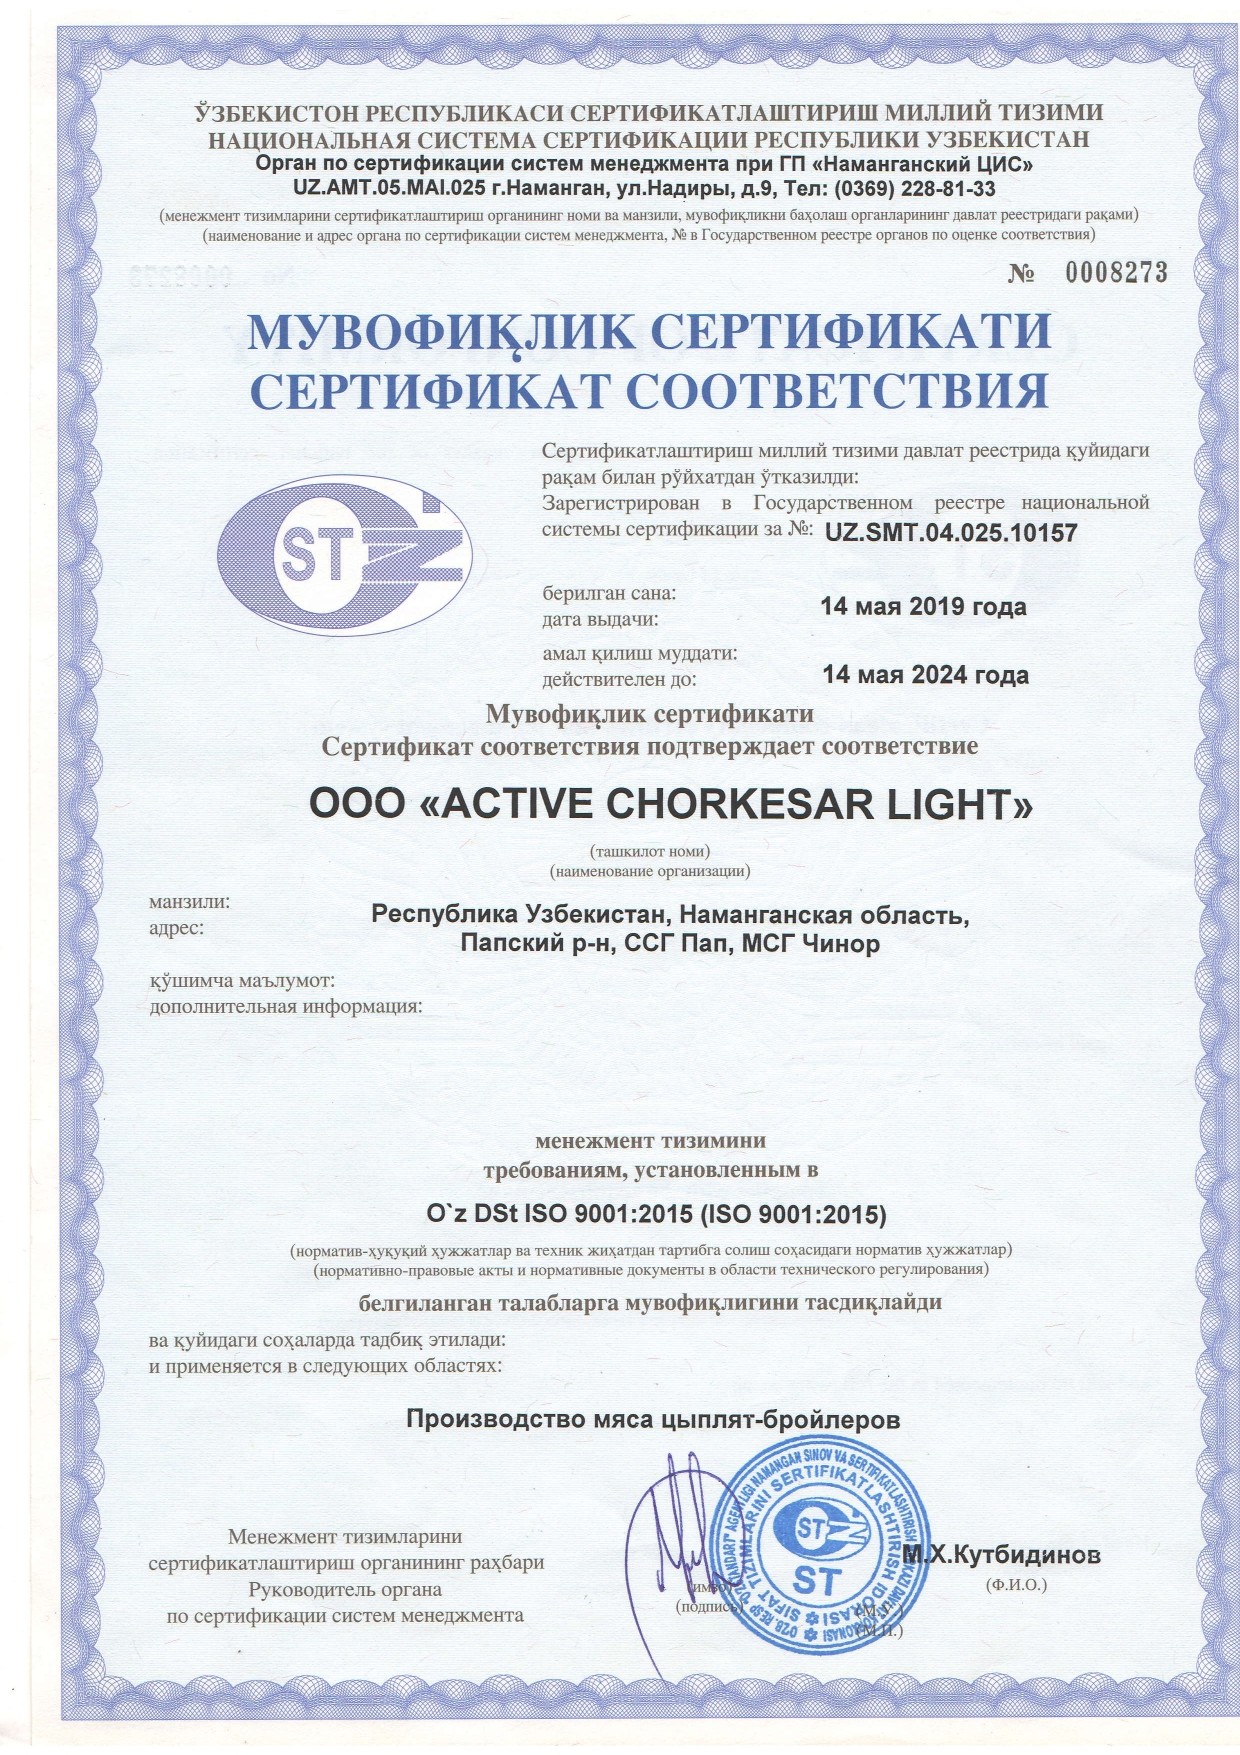 ЎЗБЕКИСТОН РЕСПУБЛИКАСИ СЕРТИФИКАТЛАШТИРИШ МИЛЛИЙ ТИЗИМИ
НАЦИОНАЛЬНАЯ СИСТЕМА СЕРТИФИКАЦИИ РЕСПУБЛИКИ УЗБЕКИСТАН
Орган по сертификации систем менеджмента при ГП «Наманганский ЦИС»
UZ.AMT.05.MAI.025 г.Наманган, ул.Надиры, д.9, Тел: (0369) 228-81-33
(менежмент тизимларини сертификатлаштириш органининг номи ва манзили, мувофиқликни баҳолаш органларининг давлат реестридаги рақами)
(наименование и адрес органа по сертификации систем менеджмента, № в Государственном реестре органов по оценке соответствия)
№ 0008273
МУВОФИҚЛИК СЕРТИФИКАТИ
СЕРТИФИКАТ СООТВЕТСТВИЯ
Сертификатлаштириш миллий тизими давлат реестрида қуйидаги
рақам билан рўйхатдан ўтказилди:
Зарегистрирован в Государственном реестре национальной
системы сертификации за №: UZ.SMT.04.025.10157
ST
берилган сана:
дата выдачи:
14 мая 2019 года
амал қилиш муддати:
действителен до:
14 мая 2024 года
Мувофиқлик сертификати
Сертификат соответствия подтверждает соответствие
ООО «ACTIVE CHORKESAR LIGHT»
(ташкилот номи)
(наименование организации)
манзили:
адрес:
Республика Узбекистан, Наманганская область,
Папский р-н, ССГ Пап, МСГ Чинор
қўшимча маълумот:
дополнительная информация:
менежмент тизимини
требованиям, установленным в
O`z DSt ISO 9001:2015 (ISO 9001:2015)
(норматив-ҳуқуқий ҳужжатлар ва техник жиҳатдан тартибга солиш соҳасидаги норматив ҳужжатлар)
(нормативно-правовые акты и нормативные документы в области технического регулирования)
белгиланган талабларга мувофиқлигини тасдиқлайди
ва қуйидаги соҳаларда тадбиқ этилади:
и применяется в следующих областях:
Производство мяса цыплят-бройлеров
Менежмент тизимларини
сертификатлаштириш органининг раҳбари
Руководитель органа
по сертификации систем менеджмента
(имзо)
(подпись)
SIFAT TIZIMLARINI SERTIFIKATLASHTIRISH IDORASI
ST
ST
(М.Ў.)
(М.П.)
М.Х.Кутбидинов
(Ф.И.О.)